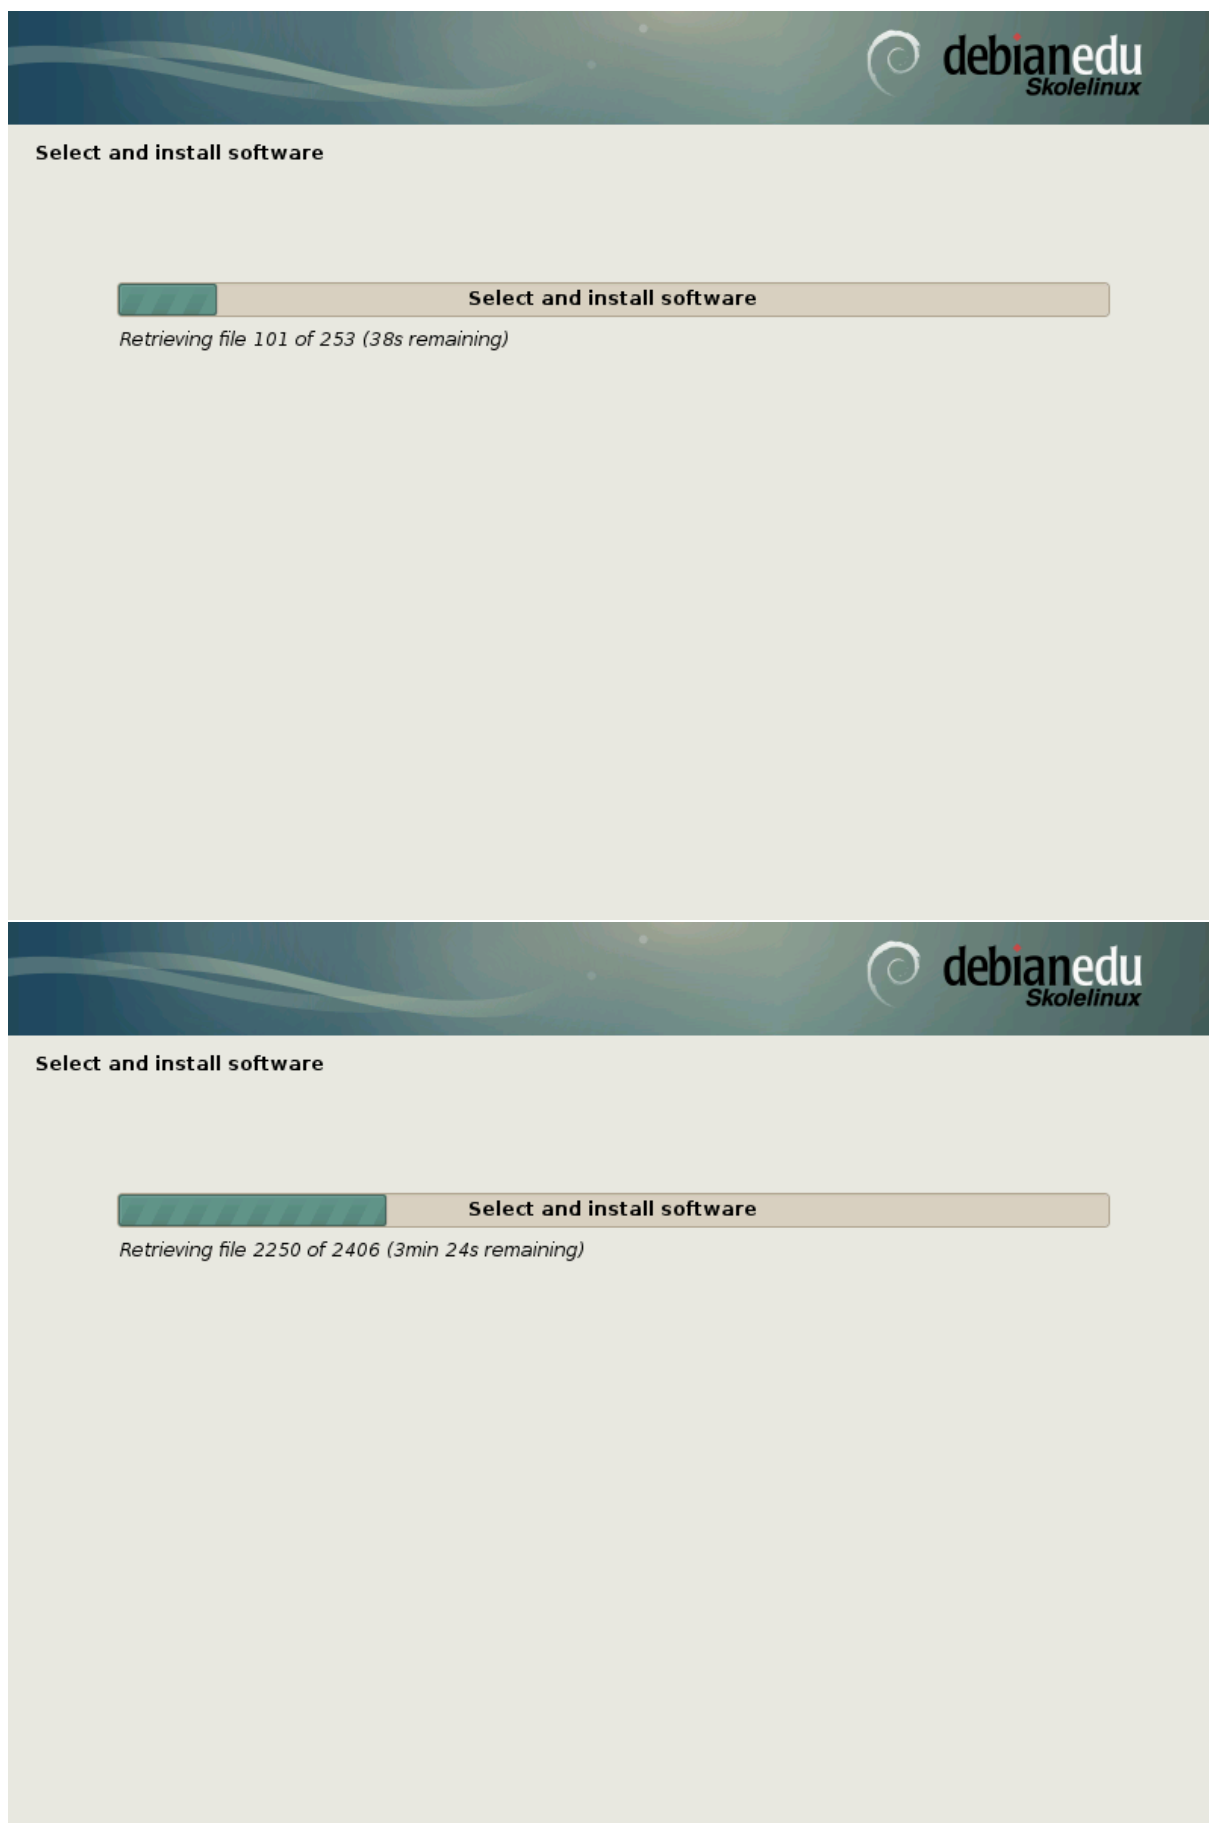 debianedu
Skolelinux
Select and install software
Select and install software
Retrieving file 101 of 253 (38s remaining)
debianedu
Skolelinux
Select and install software
Select and install software
Retrieving file 2250 of 2406 (3min 24s remaining)